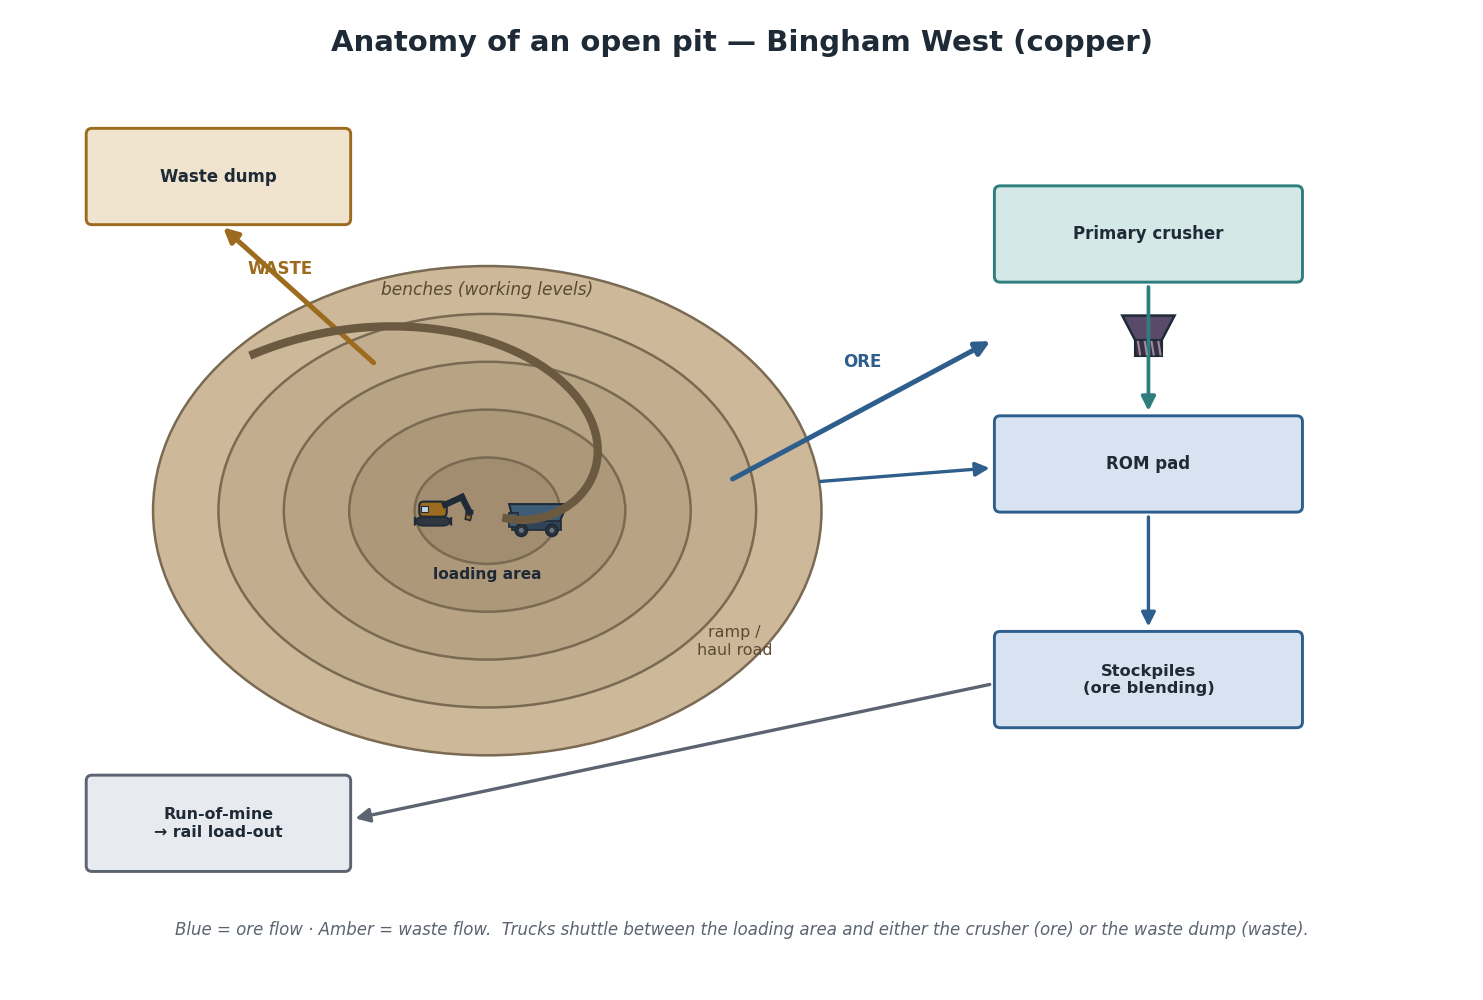 Anatomy of an open pit — Bingham West (copper)
Waste dump
Primary crusher
WASTE
benches (working levels)
ORE
ROM pad
loading area
ramp /
haul road
Stockpiles
(ore blending)
Run-of-mine
→ rail load-out
Blue = ore flow · Amber = waste flow.  Trucks shuttle between the loading area and either the crusher (ore) or the waste dump (waste).